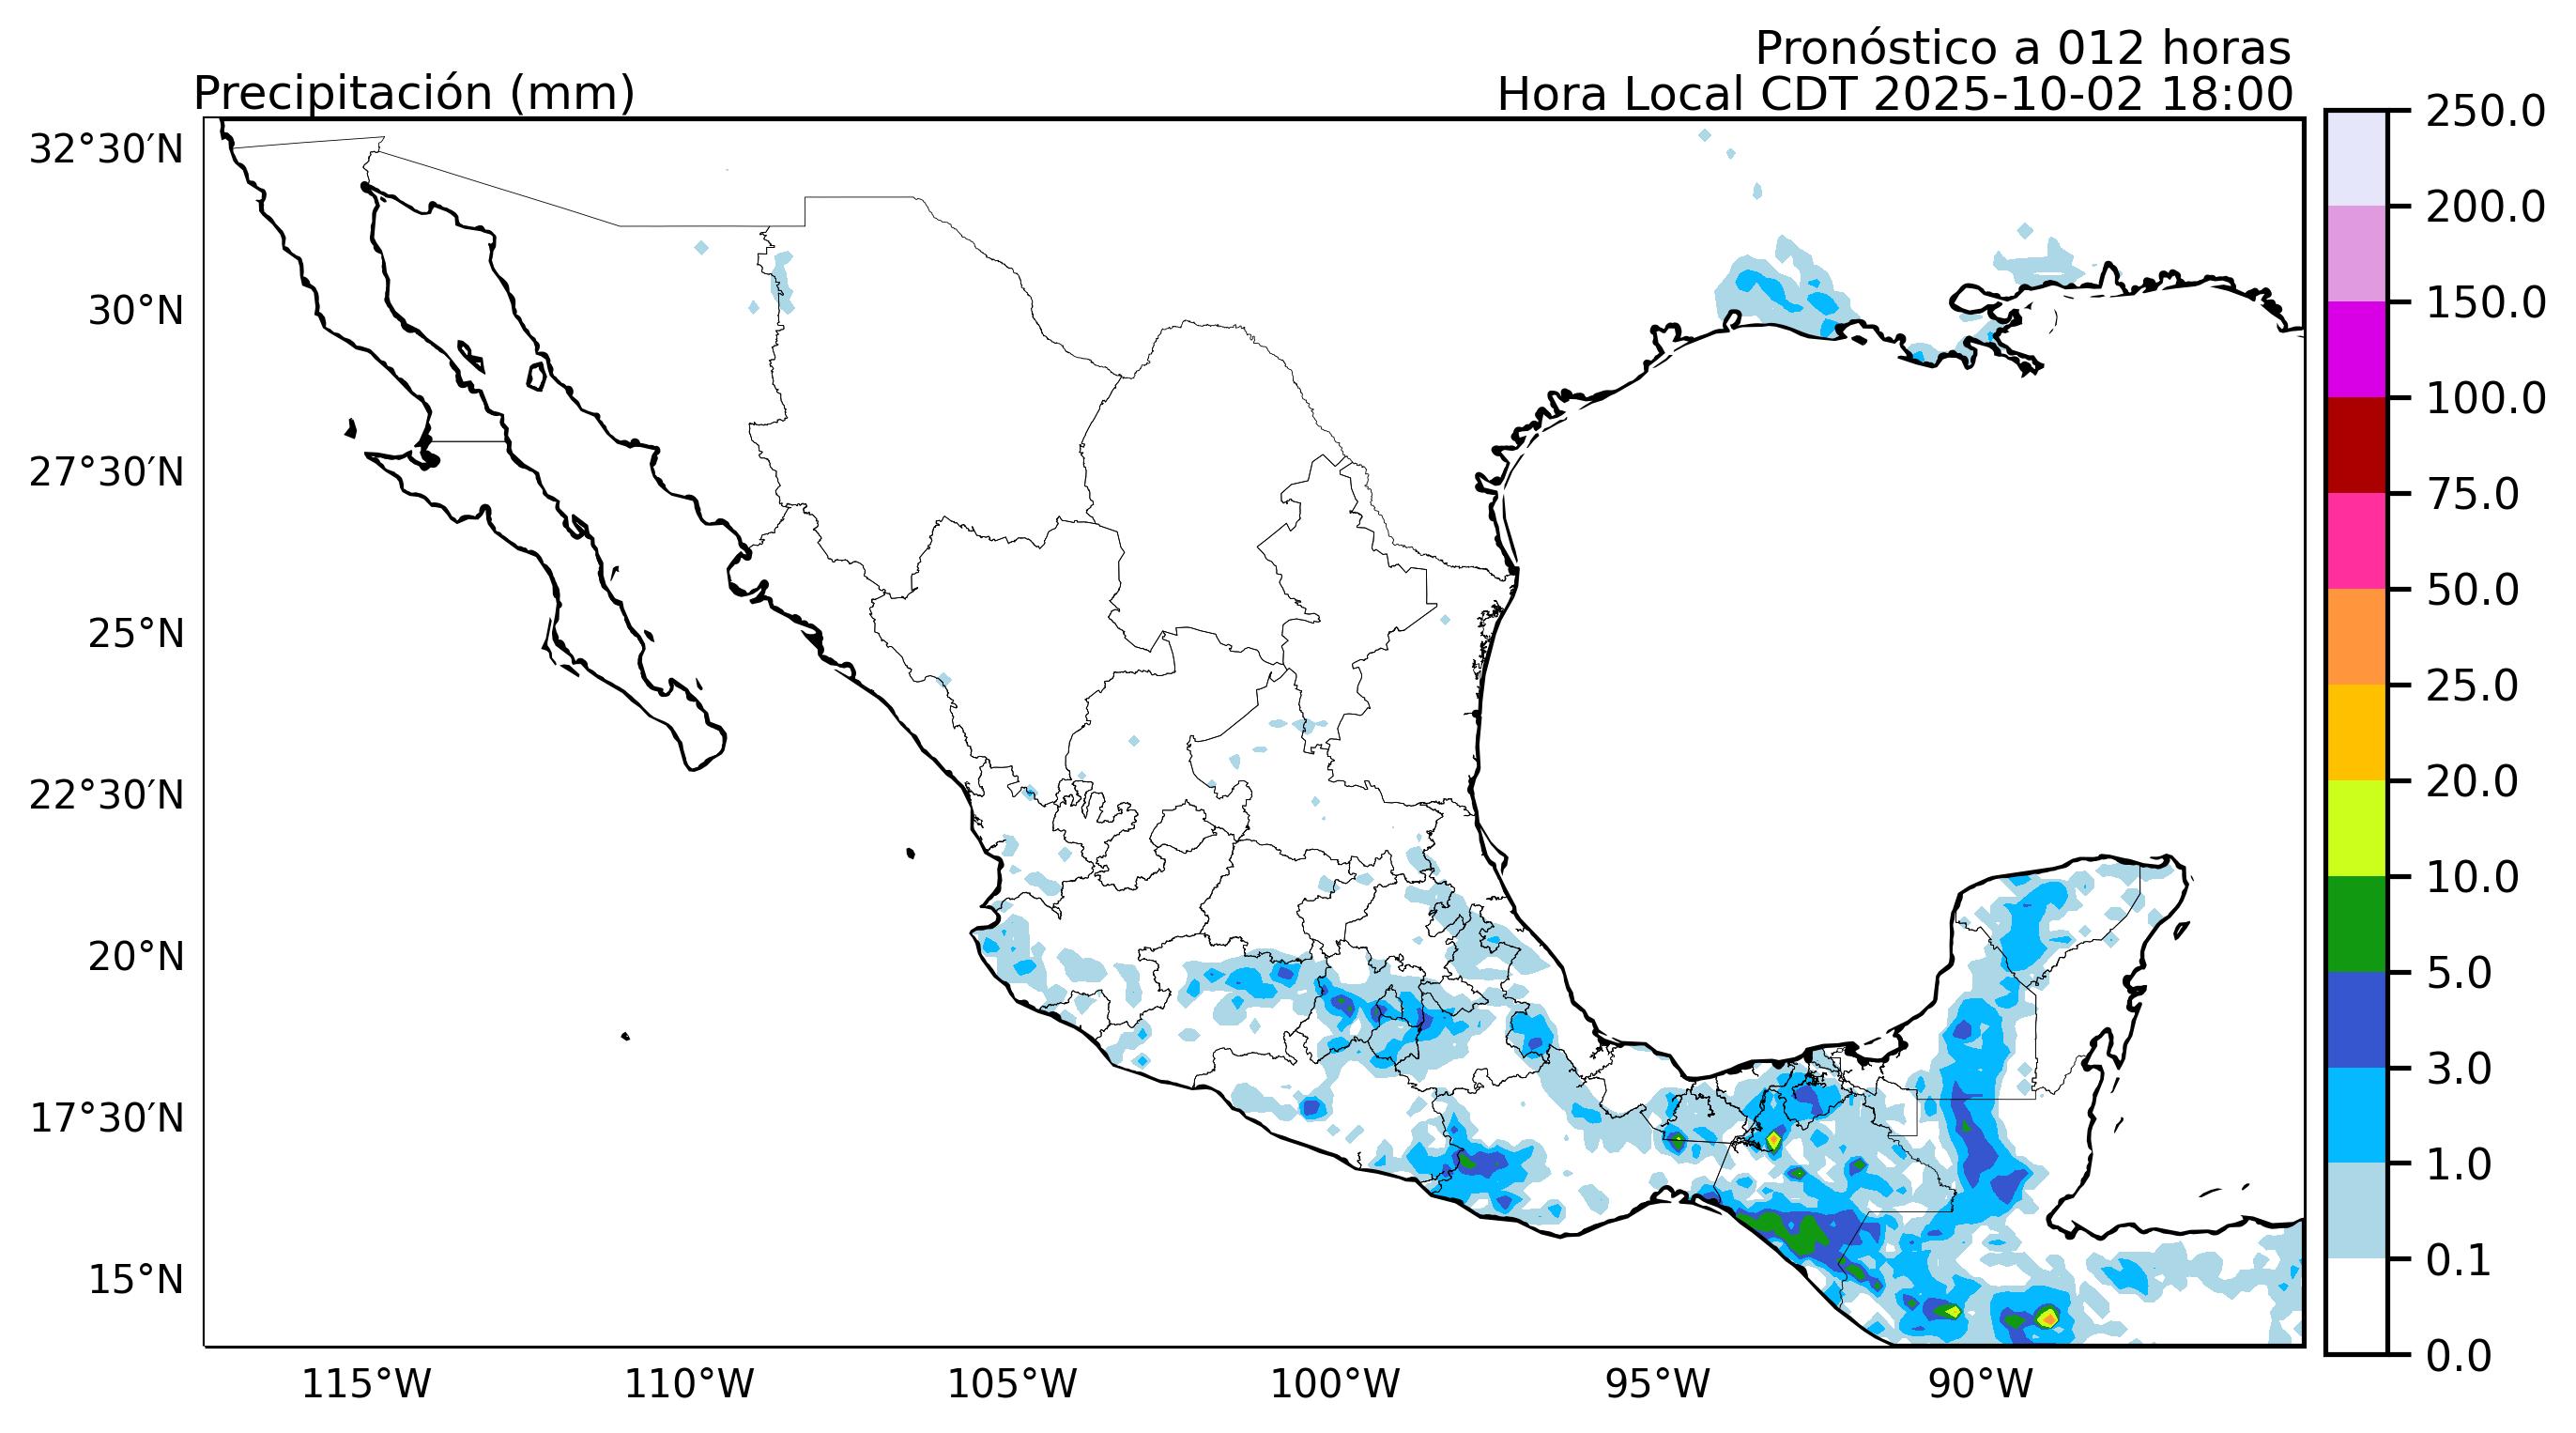 Pronóstico a 012 horas
Precipitación (mm)
Hora Local CDT 2025-10-02 18:00
32°30′N
30°N
27°30′N
25°N
22°30′N
20°N
17°30′N
15°N
115°W
110°W
105°W
100°W
95°W
90°W
250.0
200.0
150.0
100.0
75.0
50.0
25.0
20.0
10.0
5.0
3.0
1.0
0.1
0.0